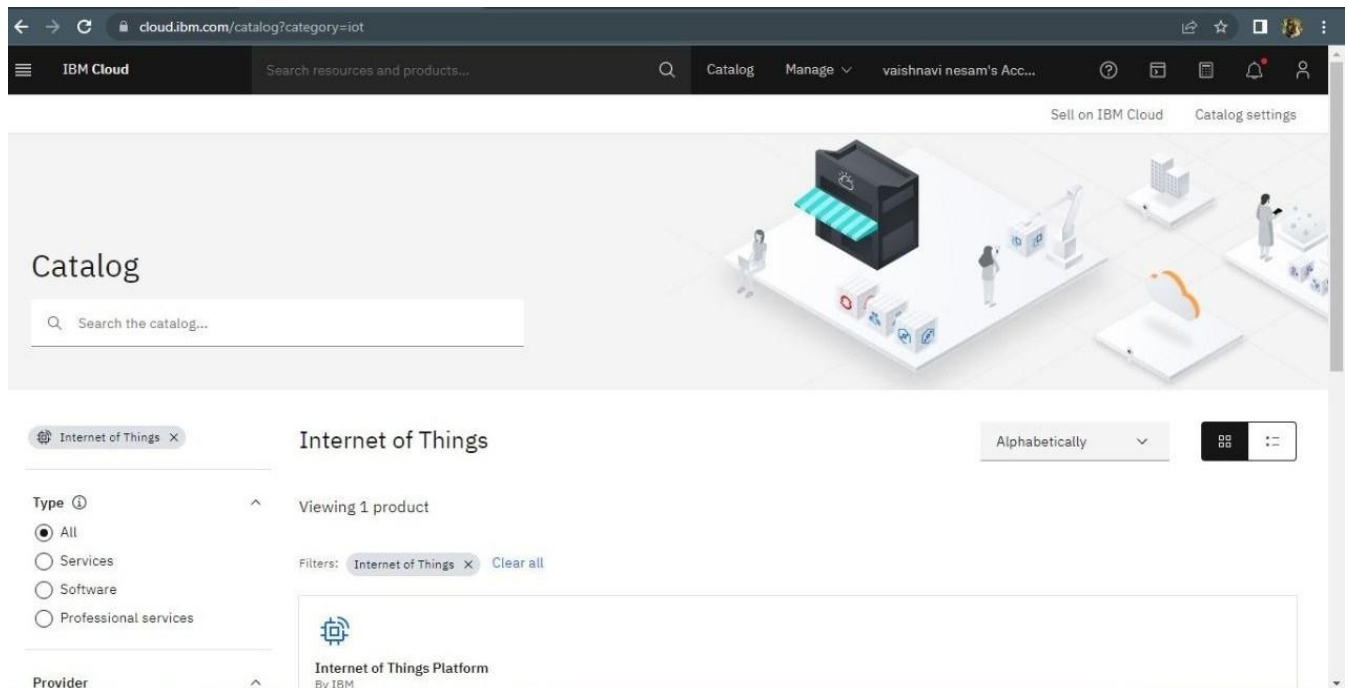 cloud.ibm.com/catalog?category=iot
IBM Cloud
Search resources and products...
Catalog
Manage
vaishnavi nesam's Acc...
Sell on IBM Cloud
Catalog settings
Catalog
Search the catalog...
Internet of Things
Internet of Things
Alphabetically
Type
All
Services
Software
Professional services
Provider
Viewing 1 product
Filters: Internet of Things Clear all
Internet of Things Platform
By IBM